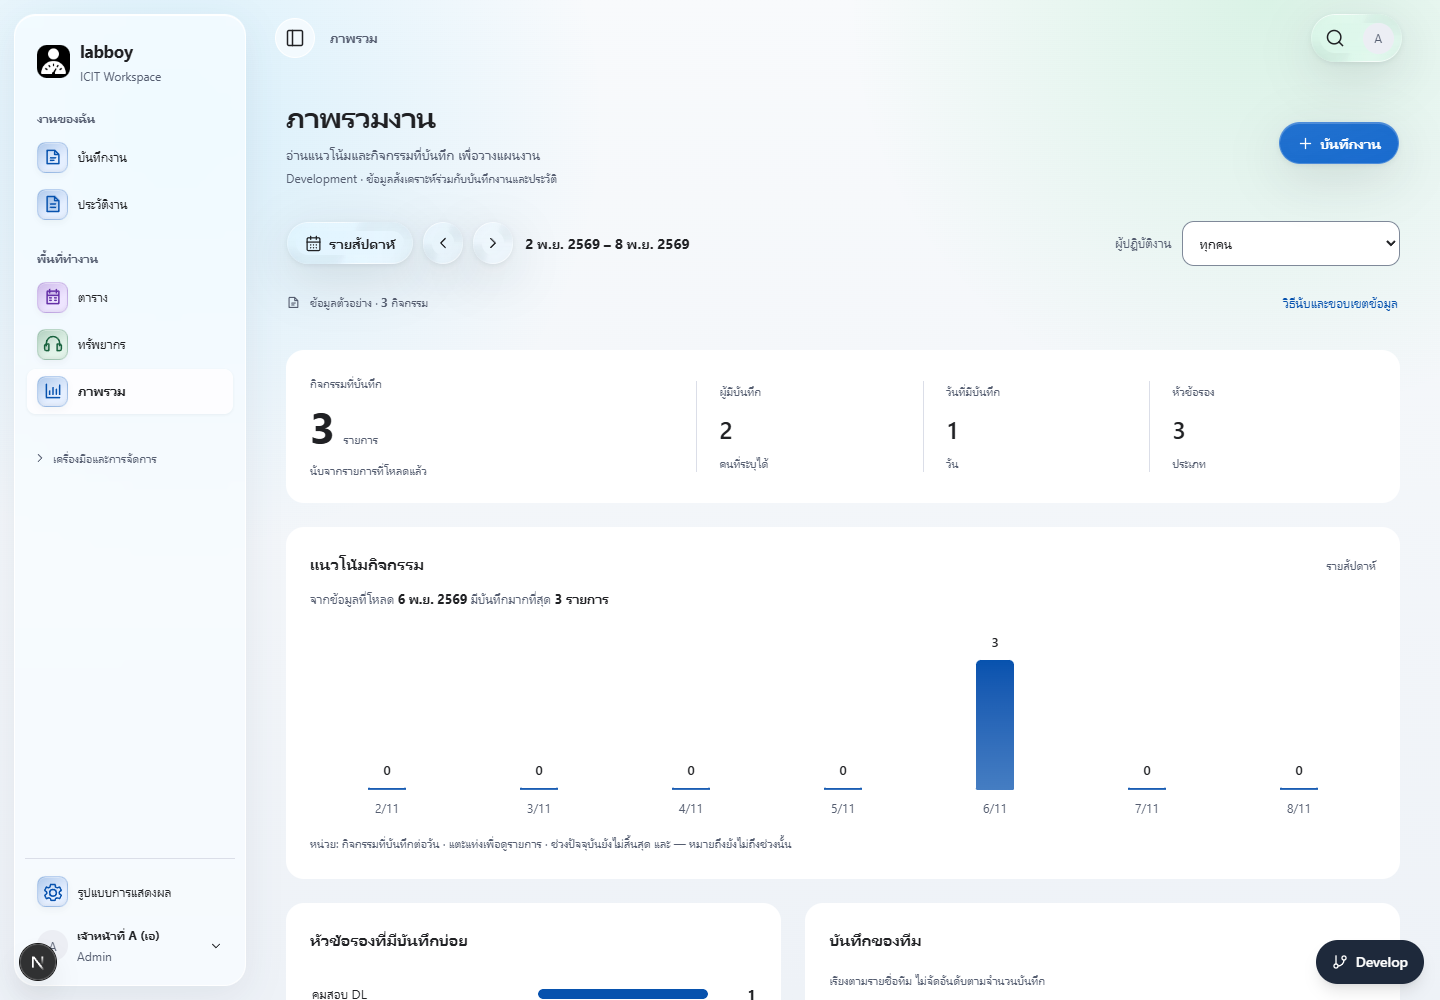 labboy
ICIT Workspace
งานของฉัน
บันทึกงาน
ประวัติงาน
พื้นที่ทำงาน
ตาราง
ทรัพยากร
ภาพรวม
เครื่องมือและการจัดการ
รูปแบบการแสดงผล
เจ้าหน้าที่ A (เอ)
Admin
N
ภาพรวม
A
ภาพรวมงาน
อ่านแนวโน้มและกิจกรรมที่บันทึก เพื่อวางแผนงาน
Development · ข้อมูลสังเคราะห์ร่วมกับบันทึกงานและประวัติ
บันทึกงาน
รายสัปดาห์
2 พ.ย. 2569 – 8 พ.ย. 2569
ผู้ปฏิบัติงาน
ทุกคน
ข้อมูลตัวอย่าง · 3 กิจกรรม
วิธีนับและขอบเขตข้อมูล
กิจกรรมที่บันทึก
3 รายการ
นับจากรายการที่โหลดแล้ว
ผู้มีบันทึก
2
คนที่ระบุได้
วันที่มีบันทึก
1
วัน
หัวข้อรอง
3
ประเภท
แนวโน้มกิจกรรม
รายสัปดาห์
จากข้อมูลที่โหลด 6 พ.ย. 2569 มีบันทึกมากที่สุด 3 รายการ
0 0 0 0 3 0 0
2/11 3/11 4/11 5/11 6/11 7/11 8/11
หน่วย: กิจกรรมที่บันทึกต่อวัน · แตะแท่งเพื่อดูรายการ · ช่วงปัจจุบันยังไม่สิ้นสุด และ — หมายถึงยังไม่ถึงช่วงนั้น
หัวข้อรองที่มีบันทึกบ่อย
คุมสอบ DL 1
บันทึกของทีม
เรียงตามรายชื่อทีม ไม่จัดอันดับตามจำนวนบันทึก
Develop